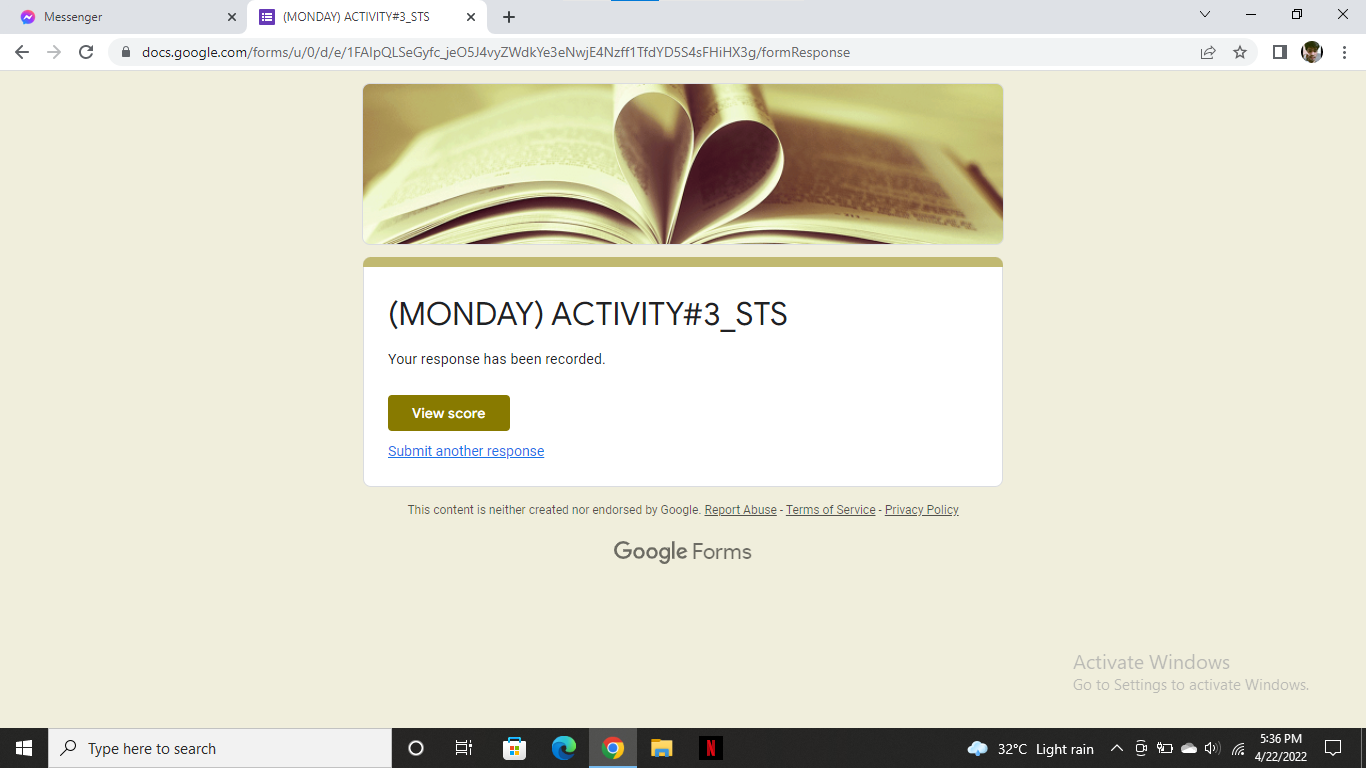 Messenger
(MONDAY) ACTIVITY#3_STS
docs.google.com/forms/u/0/d/e/1FAIpQLSeGyfc_jeO5J4vyZWdkYe3eNwjE4Nzff1TfdYD5S4sFHiHX3g/formResponse
(MONDAY) ACTIVITY#3_STS
Your response has been recorded.
View score
Submit another response
This content is neither created nor endorsed by Google. Report Abuse - Terms of Service - Privacy Policy
Google Forms
Activate Windows
Go to Settings to activate Windows.
Type here to search
N
32°C Light rain
5:36 PM
4/22/2022